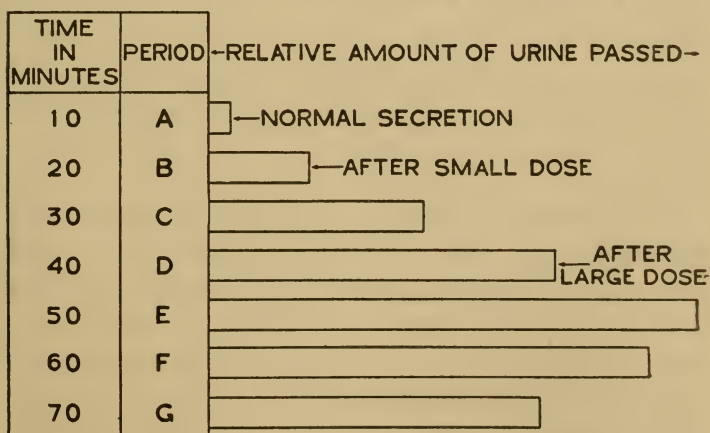 TIME
IN
MINUTES
PERIOD
RELATIVE AMOUNT OF URINE PASSED
10 A NORMAL SECRETION
20 B AFTER SMALL DOSE
30 C
40 D AFTER
LARGE DOSE
50 E
60 F
70 G